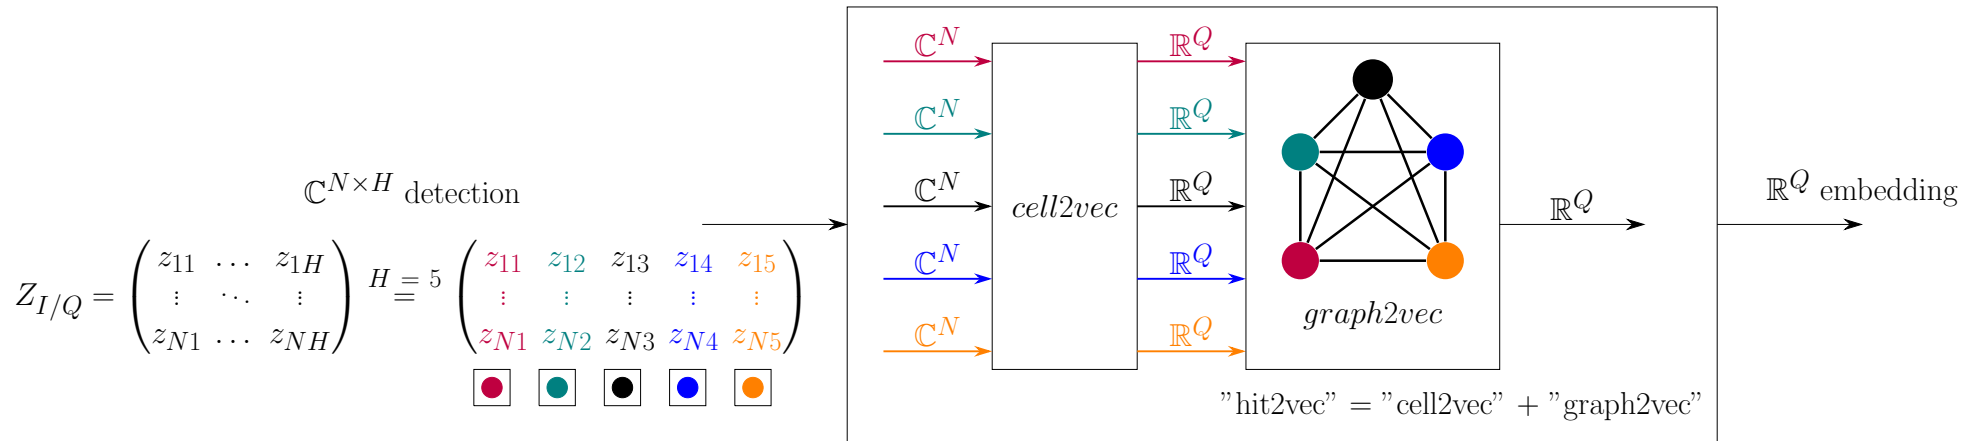 ℂ^{N×H} detection
Z_{I/Q} = ( z_{11} … z_{1H} ) H = 5 = ( z_{11} z_{12} z_{13} z_{14} z_{15} )
⋮ ⋱ ⋮ ⋮ ⋮ ⋮ ⋮ ⋮
z_{N1} … z_{NH} z_{N1} z_{N2} z_{N3} z_{N4} z_{N5}
ℂ^N
ℂ^N
ℂ^N
ℂ^N
ℂ^N
cell2vec
ℝ^Q
ℝ^Q
ℝ^Q
ℝ^Q
ℝ^Q
graph2vec
ℝ^Q
"hit2vec" = "cell2vec" + "graph2vec"
ℝ^Q embedding